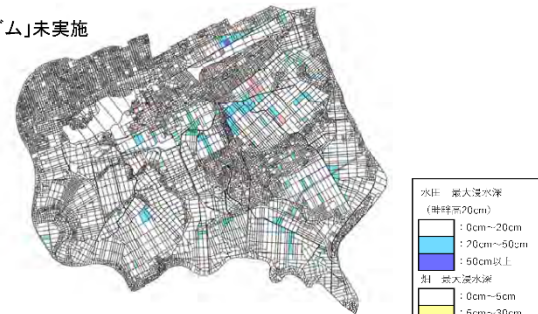 ム」未実施
水田　最大浸水深
（畦畔高20cm）
：0cm～20cm
：20cm～50cm
：50cm以上
畑　最大浸水深
：0cm～5cm
：5cm～30cm